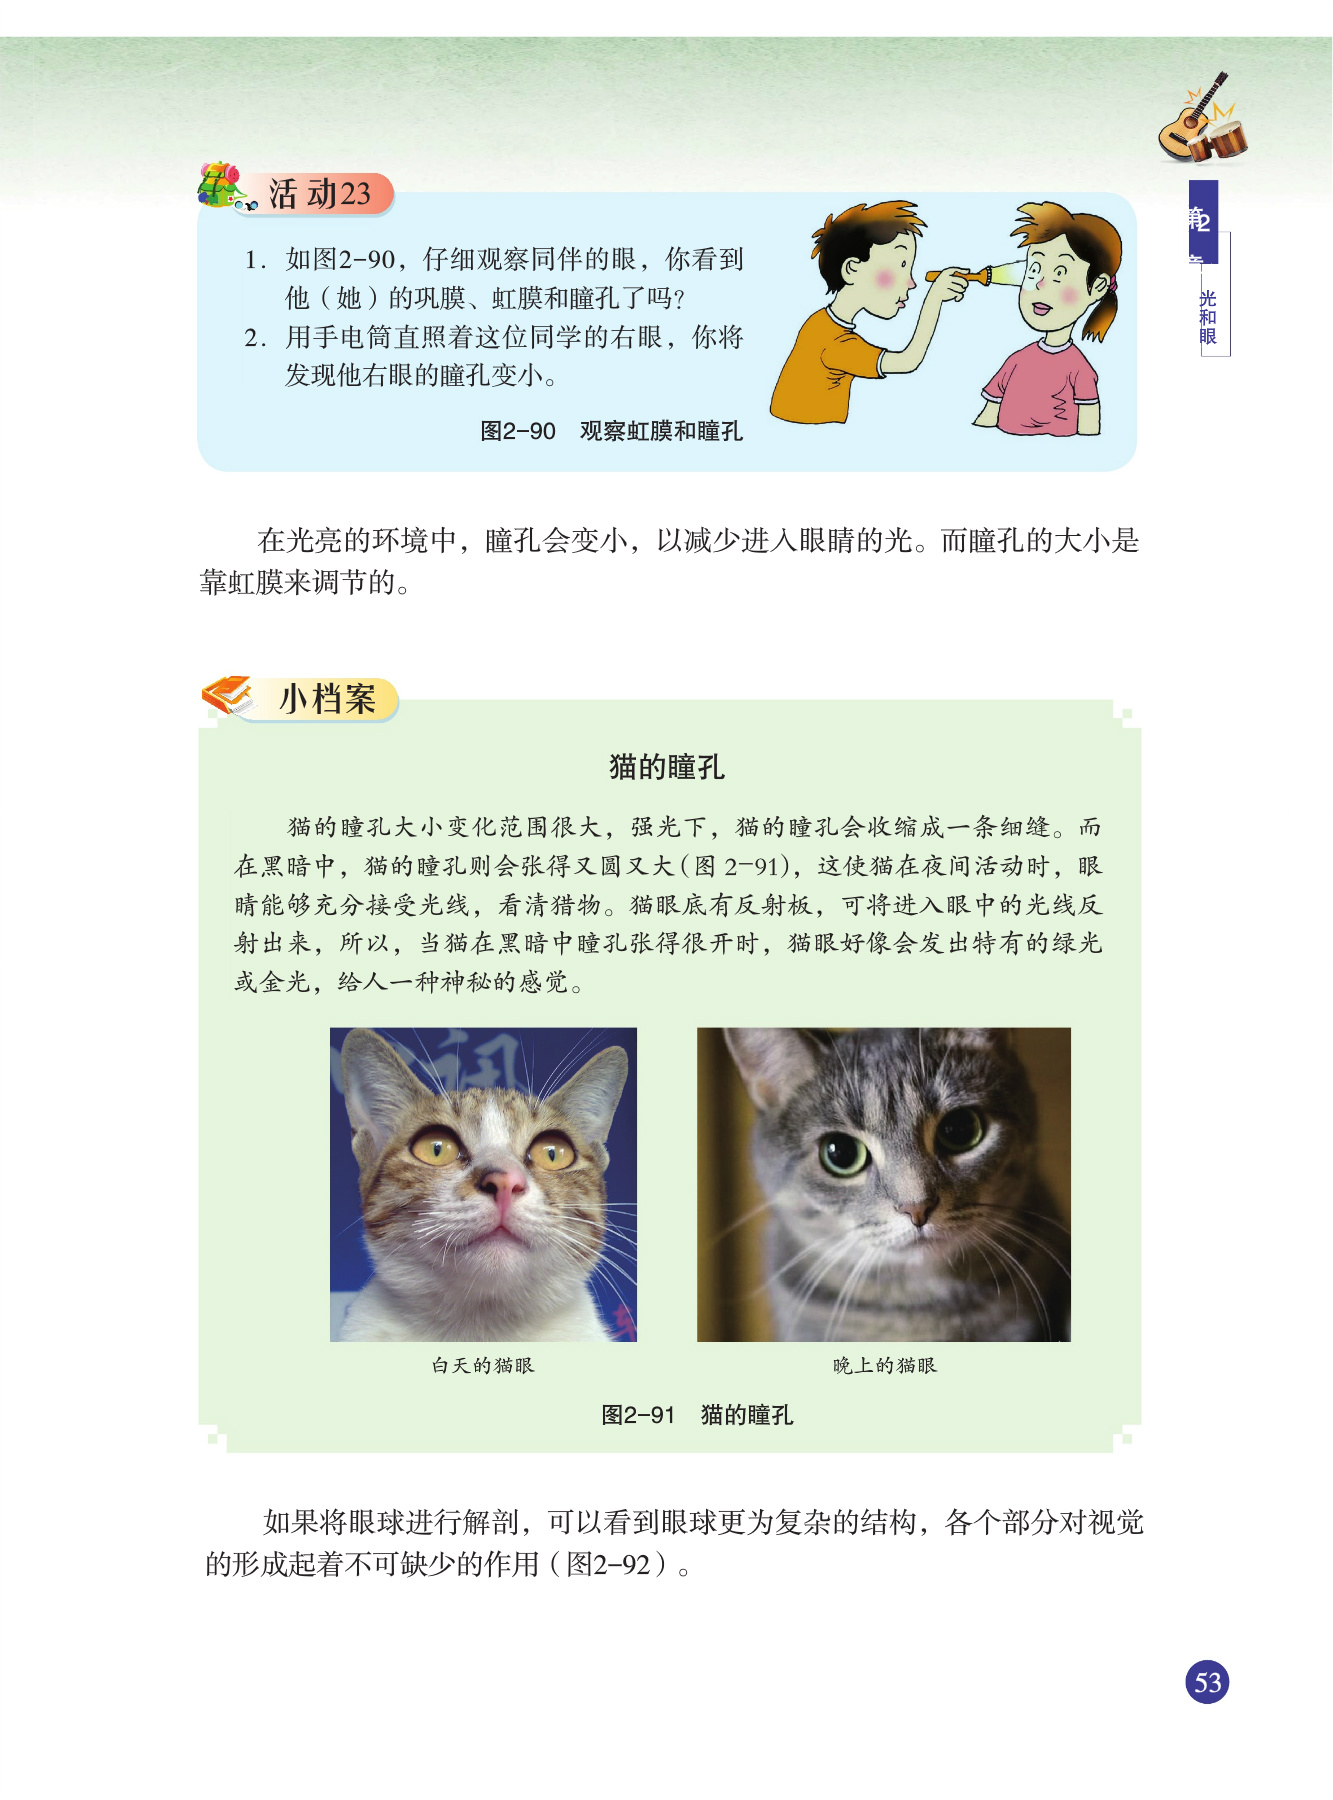 第2章
光和眼
活动23
1. 如图2-90，仔细观察同伴的眼，你看到
他（她）的巩膜、虹膜和瞳孔了吗？
2. 用手电筒直照着这位同学的右眼，你将
发现他右眼的瞳孔变小。
图2-90 观察虹膜和瞳孔
在光亮的环境中，瞳孔会变小，以减少进入眼睛的光。而瞳孔的大小是
靠虹膜来调节的。
小档案
猫的瞳孔
猫的瞳孔大小变化范围很大，强光下，猫的瞳孔会收缩成一条细缝。而
在黑暗中，猫的瞳孔则会张得又圆又大(图 2-91)，这使猫在夜间活动时，眼
睛能够充分接受光线，看清猎物。猫眼底有反射板，可将进入眼中的光线反
射出来，所以，当猫在黑暗中瞳孔张得很开时，猫眼好像会发出特有的绿光
或金光，给人一种神秘的感觉。
讯
车
白天的猫眼
晚上的猫眼
图2-91 猫的瞳孔
如果将眼球进行解剖，可以看到眼球更为复杂的结构，各个部分对视觉
的形成起着不可缺少的作用（图2-92）。
53